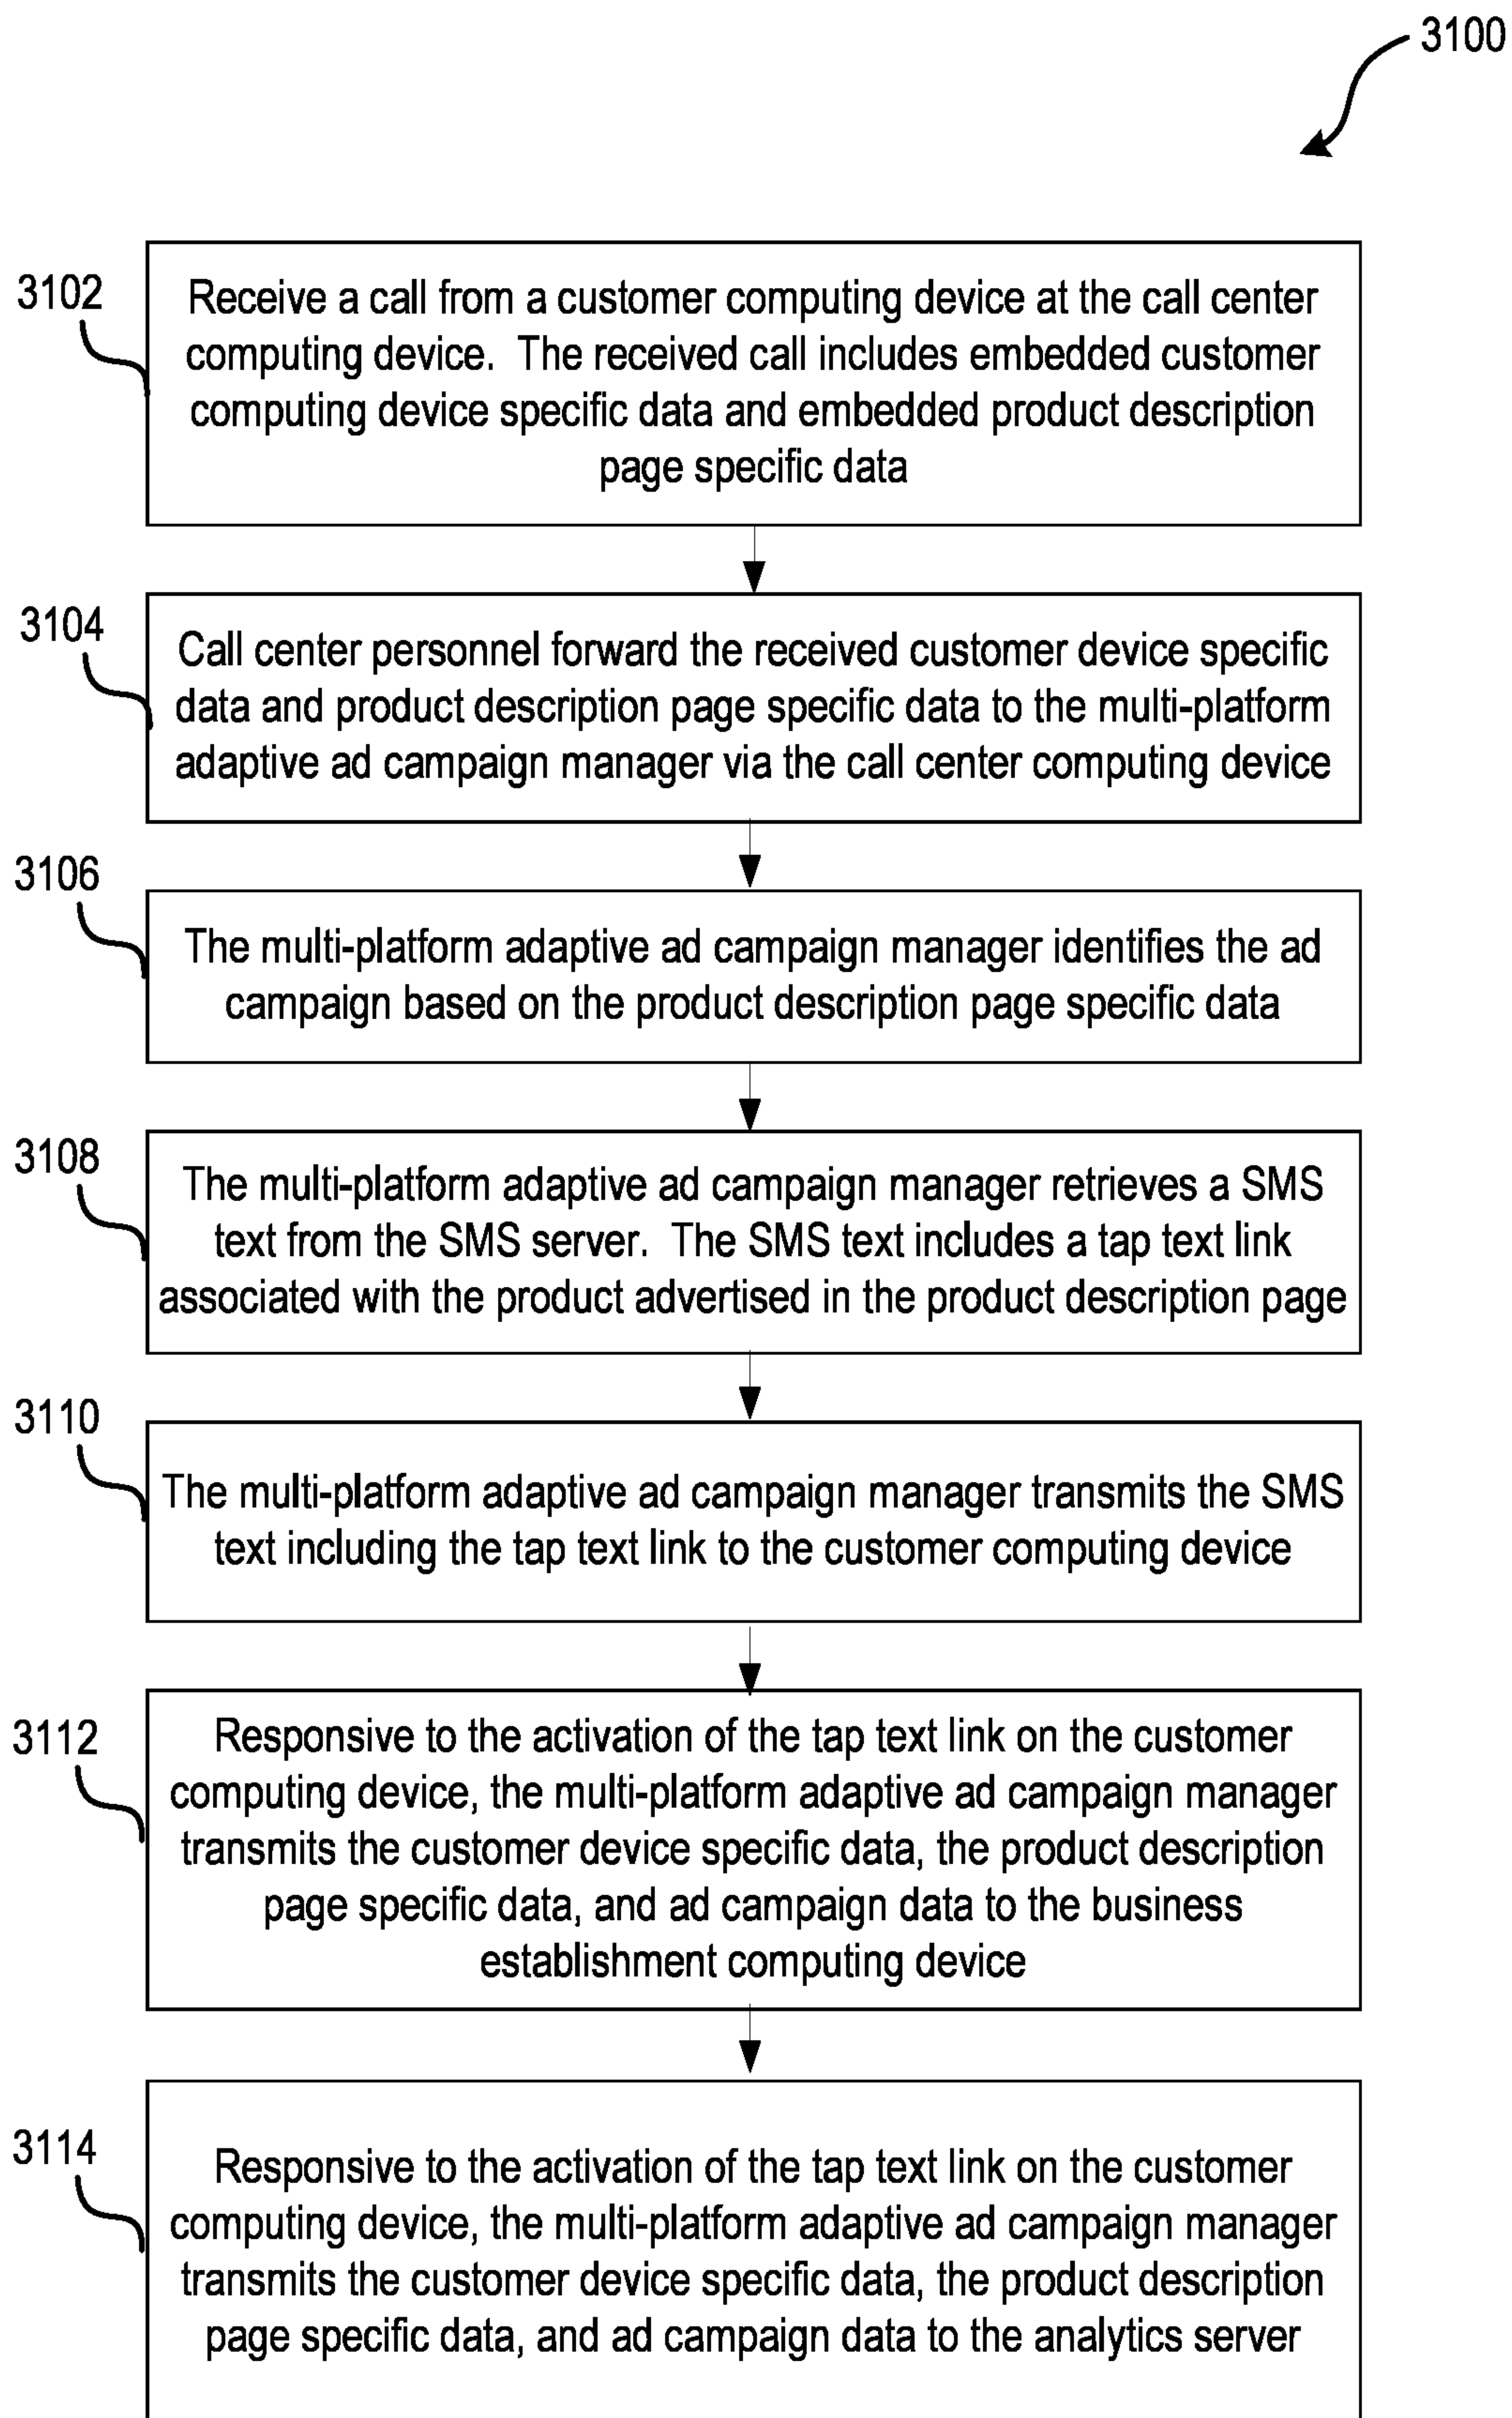 3100
3102
Receive a call from a customer computing device at the call center
computing device. The received call includes embedded customer
computing device specific data and embedded product description
page specific data
3104
Call center personnel forward the received customer device specific
data and product description page specific data to the multi-platform
adaptive ad campaign manager via the call center computing device
3106
The multi-platform adaptive ad campaign manager identifies the ad
campaign based on the product description page specific data
3108
The multi-platform adaptive ad campaign manager retrieves a SMS
text from the SMS server. The SMS text includes a tap text link
associated with the product advertised in the product description page
3110
The multi-platform adaptive ad campaign manager transmits the SMS
text including the tap text link to the customer computing device
3112
Responsive to the activation of the tap text link on the customer
computing device, the multi-platform adaptive ad campaign manager
transmits the customer device specific data, the product description
page specific data, and ad campaign data to the business
establishment computing device
3114
Responsive to the activation of the tap text link on the customer
computing device, the multi-platform adaptive ad campaign manager
transmits the customer device specific data, the product description
page specific data, and ad campaign data to the analytics server